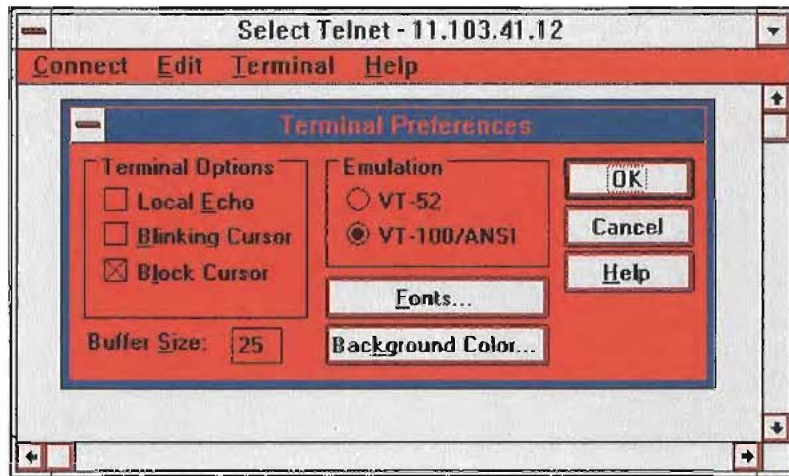 Select Telnet - 11.103.41.12
Connect Edit Terminal Help
Terminal Preferences
Terminal Options
Local Echo
Blinking Cursor
Block Cursor
Buffer Size: 25
Emulation
VT-52
VT-100/ANSI
Fonts...
Background Color...
OK
Cancel
Help